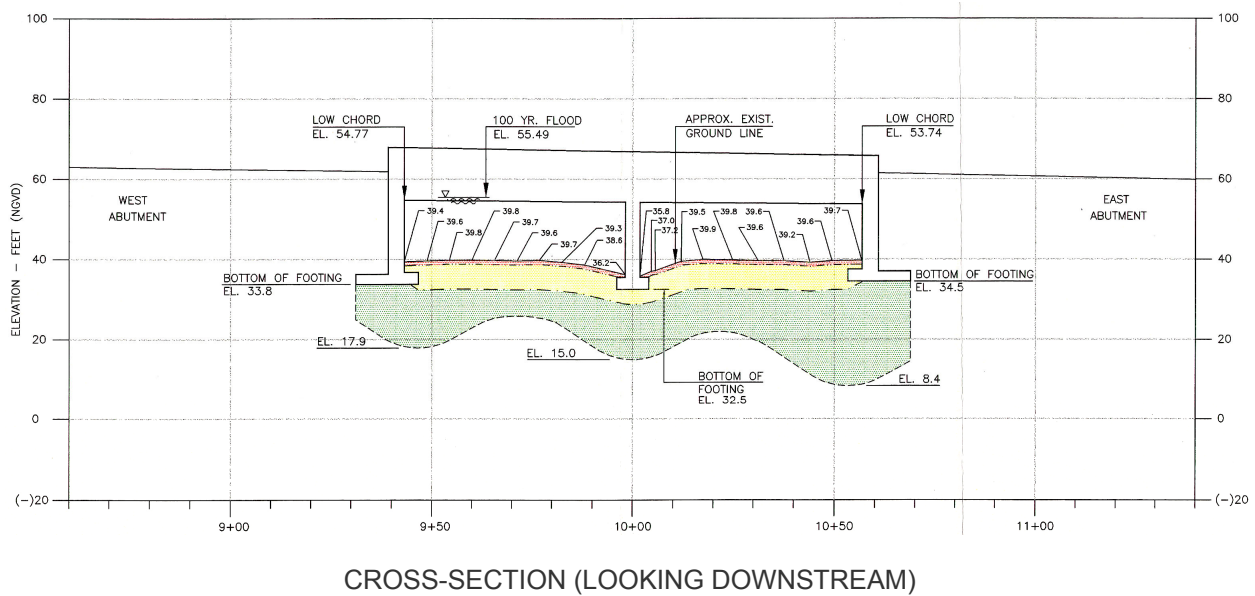 100
80
60
40
20
0
(-)20
ELEVATION - FEET (NGVD)
WEST
ABUTMENT
LOW CHORD
EL. 54.77
100 YR. FLOOD
EL. 55.49
APPROX. EXIST.
GROUND LINE
LOW CHORD
EL. 53.74
EAST
ABUTMENT
39.4
39.6
39.8
39.8
39.7
39.6
39.7
39.3
38.6
36.2
35.8
37.0
37.2
39.5
39.9
39.8
39.6
39.6
39.2
39.6
39.7
BOTTOM OF FOOTING
EL. 33.8
BOTTOM OF FOOTING
EL. 34.5
EL. 17.9
EL. 15.0
BOTTOM OF
FOOTING
EL. 32.5
EL. 8.4
100
80
60
40
20
0
(-)20
9+00
9+50
10+00
10+50
11+00
CROSS-SECTION (LOOKING DOWNSTREAM)